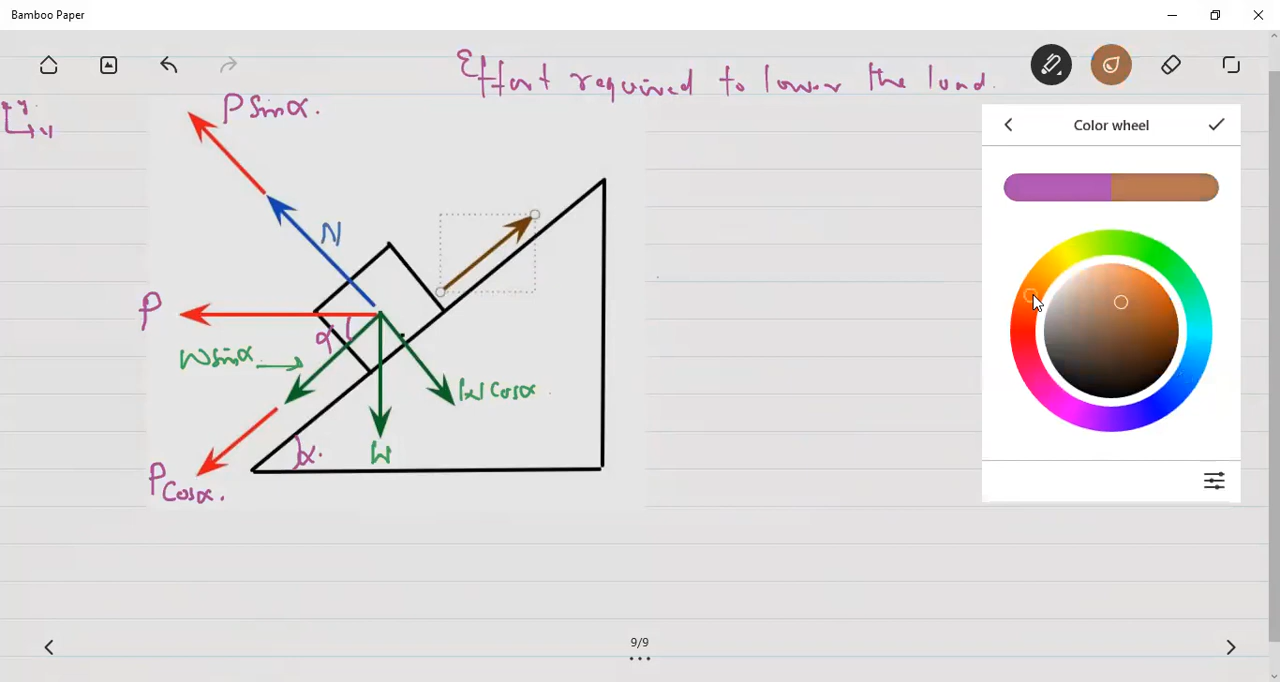 Bamboo Paper
Effort required to lower the load.
y
x
P Sinα.
N
P
α
W Sinα
W Cosα
α.
W
P Cosα.
Color wheel
9/9